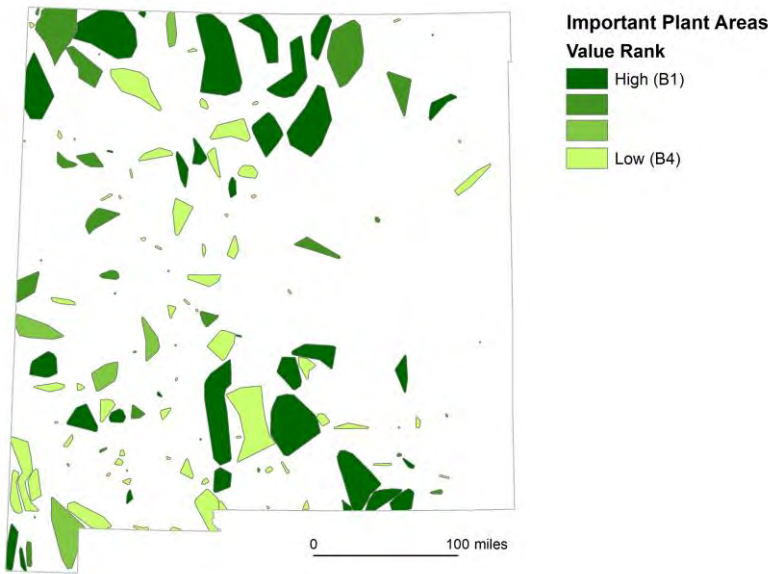 Important Plant Areas
Value Rank
High (B1)
Low (B4)
0 100 miles